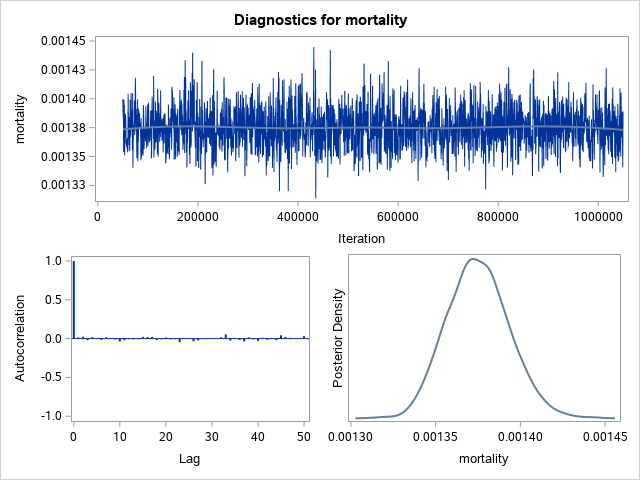 Diagnostics for mortality
0.00145
0.00143
0.00140
0.00138
0.00135
0.00133
mortality
0 200000 400000 600000 800000 1000000
Iteration
1.0
0.5
0.0
-0.5
-1.0
Autocorrelation
0 10 20 30 40 50
Lag
Posterior Density
0.00130 0.00135 0.00140 0.00145
mortality